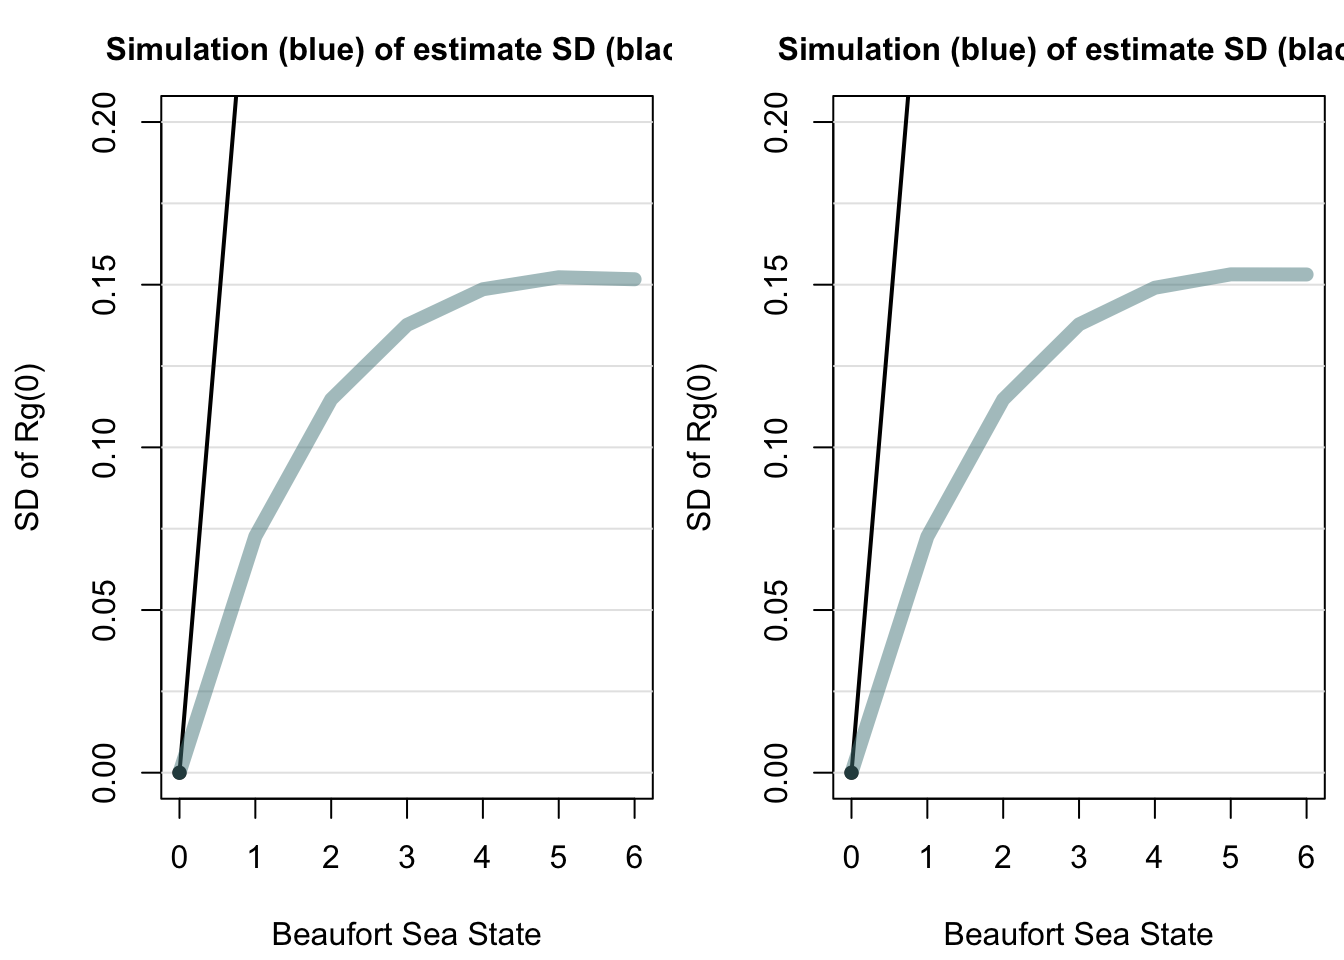 Simulation (blue) of estimate SD (blac
SD of Rg(0)
0.20
0.15
0.10
0.05
0.00
0 1 2 3 4 5 6
Beaufort Sea State
Simulation (blue) of estimate SD (blac
SD of Rg(0)
0.20
0.15
0.10
0.05
0.00
0 1 2 3 4 5 6
Beaufort Sea State